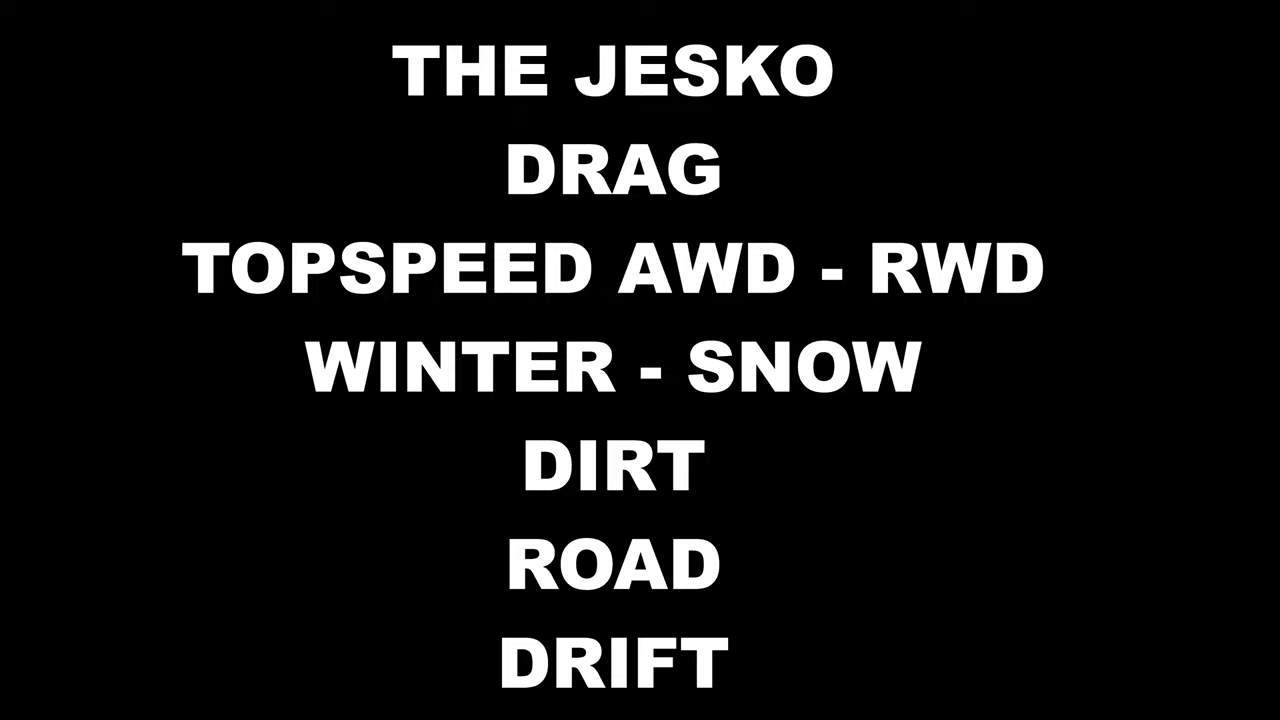 THE JESKO
DRAG
TOPSPEED AWD - RWD
WINTER - SNOW
DIRT
ROAD
DRIFT